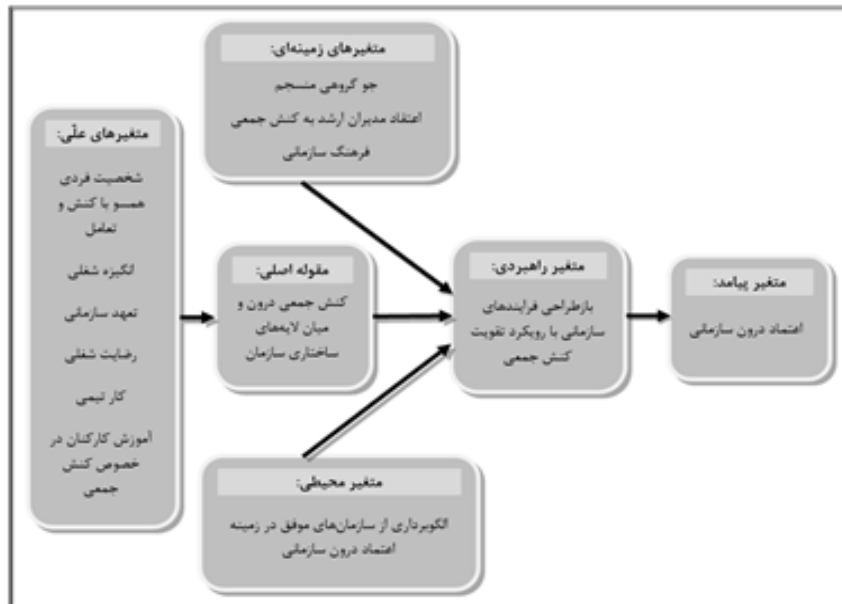 متغیرهای زمینه‌ای:
جو گروهی منسجم
اعتقاد مدیران ارشد به کنش جمعی
فرهنگ سازمانی
متغیرهای علّی:
شخصیت فردی
همسو با کنش و
تعامل
انگیزه شغلی
تعهد سازمانی
رضایت شغلی
کار تیمی
آموزش کارکنان در
خصوص کنش
جمعی
مقوله اصلی:
کنش جمعی درون و
میان لایه‌های
ساختاری سازمان
متغیر راهبردی:
بازطراحی فرایندهای
سازمانی با رویکرد تقویت
کنش جمعی
متغیر پیامد:
اعتماد درون سازمانی
متغیر محیطی:
الگوبرداری از سازمان‌های موفق در زمینه
اعتماد درون سازمانی